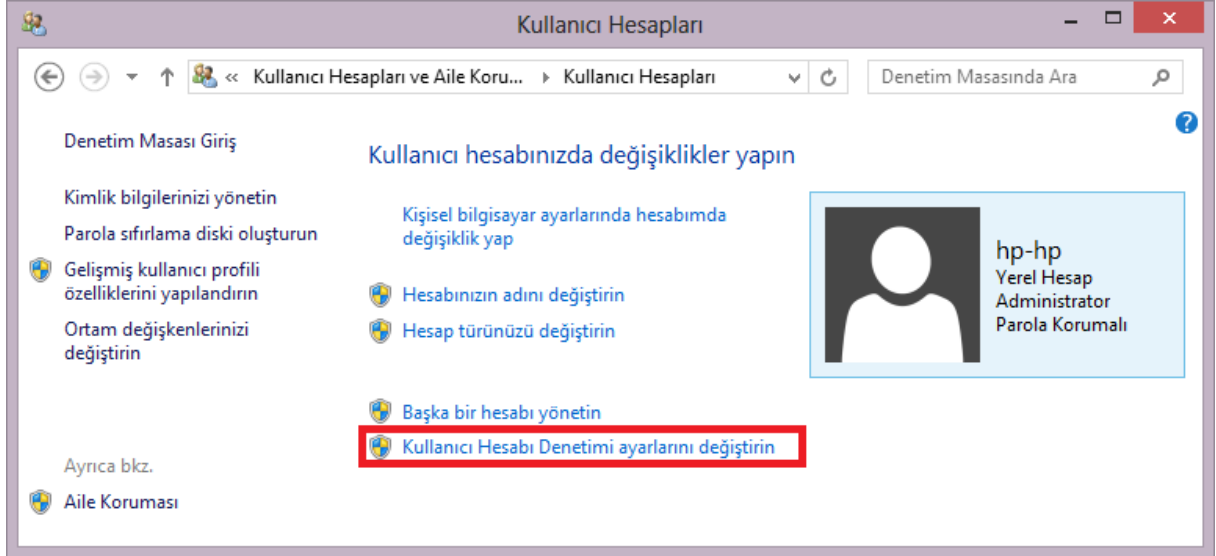 Kullanıcı Hesapları
« Kullanıcı Hesapları ve Aile Koru... Kullanıcı Hesapları
Denetim Masasında Ara
Denetim Masası Giriş
Kimlik bilgilerinizi yönetin
Parola sıfırlama diski oluşturun
Gelişmiş kullanıcı profili
özelliklerini yapılandırın
Ortam değişkenlerinizi
değiştirin
Ayrıca bkz.
Aile Koruması
Kullanıcı hesabınızda değişiklikler yapın
Kişisel bilgisayar ayarlarında hesabımda
değişiklik yap
Hesabınızın adını değiştirin
Hesap türünüzü değiştirin
Başka bir hesabı yönetin
Kullanıcı Hesabı Denetimi ayarlarını değiştirin
hp-hp
Yerel Hesap
Administrator
Parola Korumalı